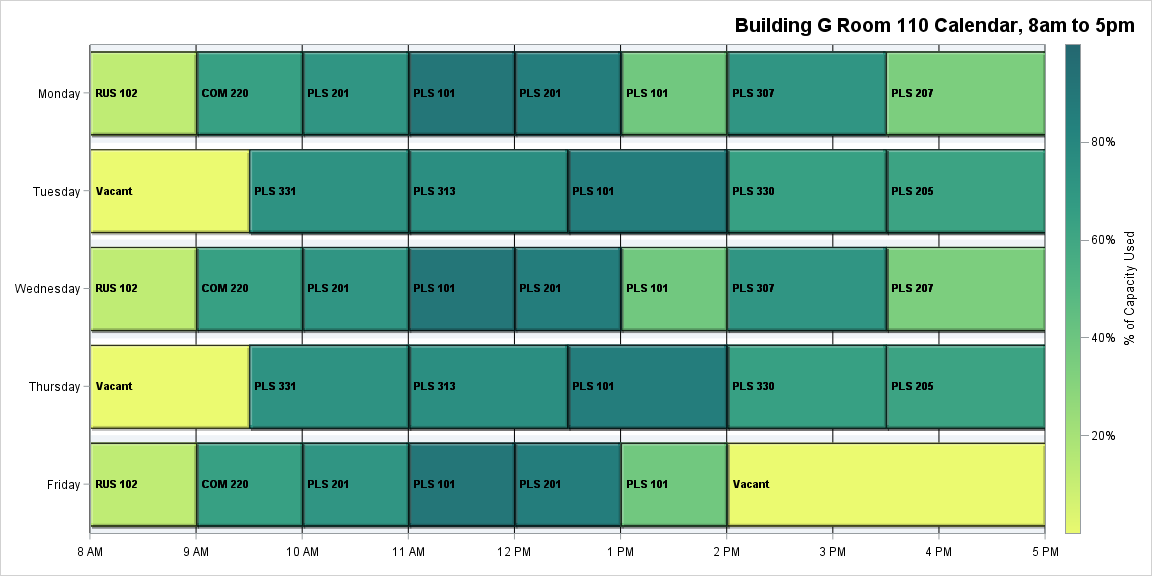 Building G Room 110 Calendar, 8am to 5pm
Monday
RUS 102
COM 220
PLS 201
PLS 101
PLS 201
PLS 101
PLS 307
PLS 207
Tuesday
Vacant
PLS 331
PLS 313
PLS 101
PLS 330
PLS 205
Wednesday
RUS 102
COM 220
PLS 201
PLS 101
PLS 201
PLS 101
PLS 307
PLS 207
Thursday
Vacant
PLS 331
PLS 313
PLS 101
PLS 330
PLS 205
Friday
RUS 102
COM 220
PLS 201
PLS 101
PLS 201
PLS 101
Vacant
8 AM
9 AM
10 AM
11 AM
12 PM
1 PM
2 PM
3 PM
4 PM
5 PM
80%
60%
40%
20%
% of Capacity Used